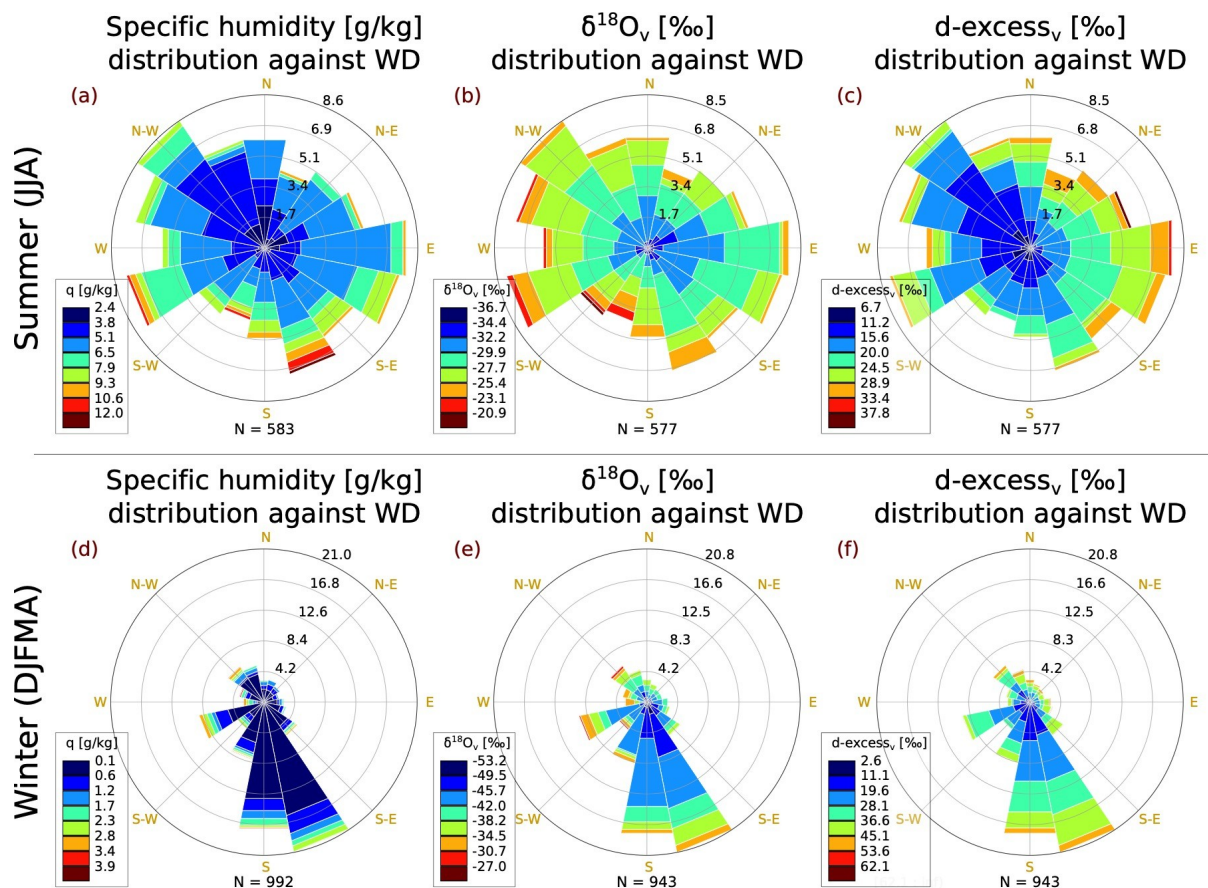 Specific humidity [g/kg]
distribution against WD
δ¹⁸Oᵥ [‰]
distribution against WD
d-excessᵥ [‰]
distribution against WD
Summer (JJA)
(a)
N
8.6
6.9
5.1
3.4
1.7
N-W
N-E
W
E
S-W
S-E
S
q [g/kg]
2.4
3.8
5.1
6.5
7.9
9.3
10.6
12.0
N = 583
(b)
N
8.5
6.8
5.1
3.4
1.7
N-W
N-E
W
E
S-W
S-E
S
δ¹⁸Oᵥ [‰]
-36.7
-34.4
-32.2
-29.9
-27.7
-25.4
-23.1
-20.9
N = 577
(c)
N
8.5
6.8
5.1
3.4
1.7
N-W
N-E
W
E
S-W
S-E
S
d-excessᵥ [‰]
6.7
11.2
15.6
20.0
24.5
28.9
33.4
37.8
N = 577
Specific humidity [g/kg]
distribution against WD
δ¹⁸Oᵥ [‰]
distribution against WD
d-excessᵥ [‰]
distribution against WD
Winter (DJFMA)
(d)
N
21.0
16.8
12.6
8.4
4.2
N-W
N-E
W
E
S-W
S-E
S
q [g/kg]
0.1
0.6
1.2
1.7
2.3
2.8
3.4
3.9
N = 992
(e)
N
20.8
16.6
12.5
8.3
4.2
N-W
N-E
W
E
S-W
S-E
S
δ¹⁸Oᵥ [‰]
-53.2
-49.5
-45.7
-42.0
-38.2
-34.5
-30.7
-27.0
N = 943
(f)
N
20.8
16.6
12.5
8.3
4.2
N-W
N-E
W
E
S-W
S-E
S
d-excessᵥ [‰]
2.6
11.1
19.6
28.1
36.6
45.1
53.6
62.1
N = 943